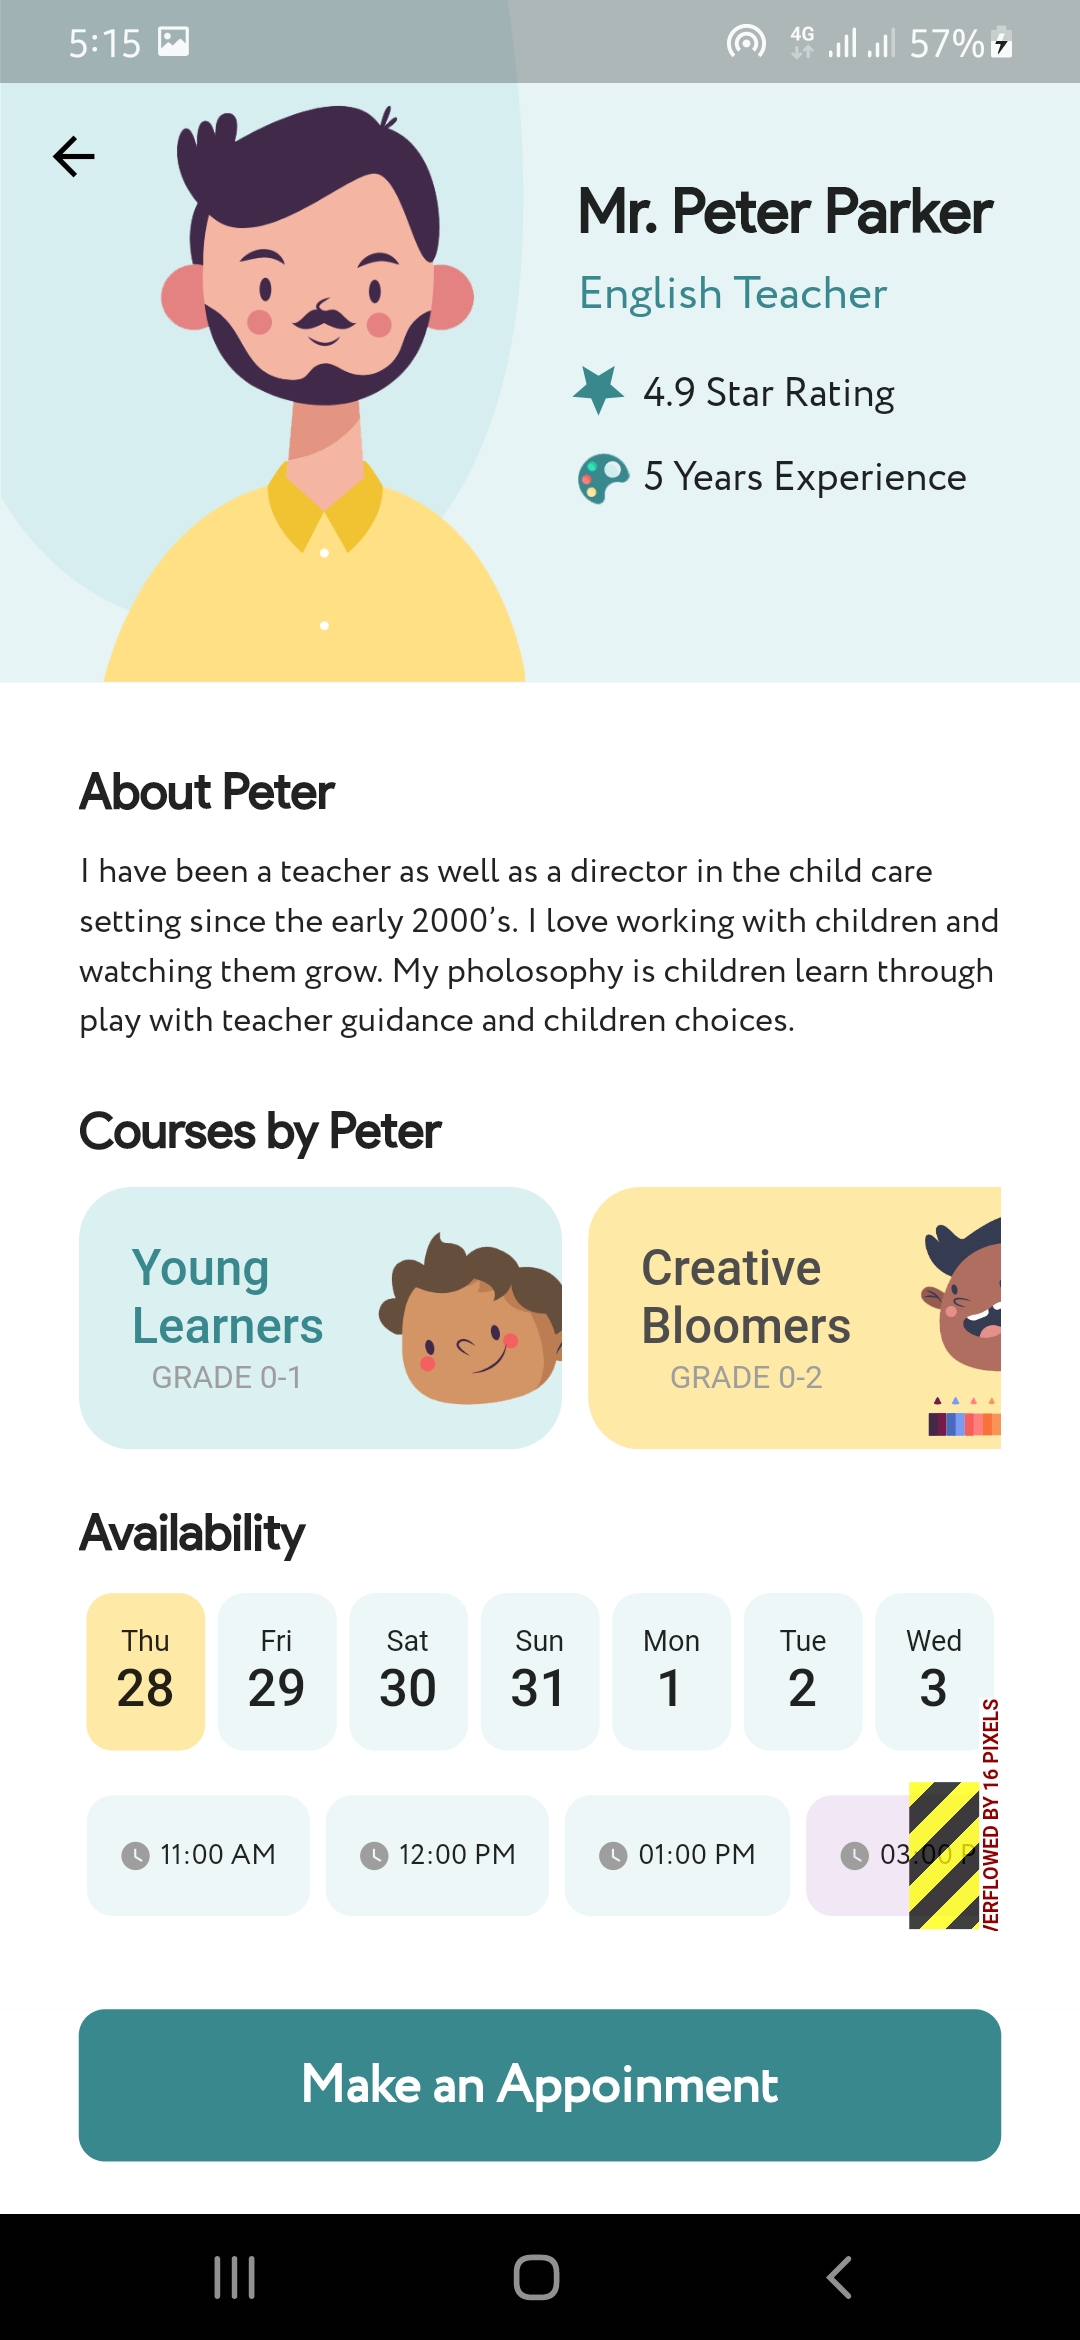 5:15
4G
57%
Mr. Peter Parker
English Teacher
4.9 Star Rating
5 Years Experience
About Peter
I have been a teacher as well as a director in the child care
setting since the early 2000's. I love working with children and
watching them grow. My pholosophy is children learn through
play with teacher guidance and children choices.
Courses by Peter
Young
Learners
GRADE 0-1
Creative
Bloomers
GRADE 0-2
Availability
Thu
28
Fri
29
Sat
30
Sun
31
Mon
1
Tue
2
Wed
3
11:00 AM
12:00 PM
01:00 PM
03:00 P
VERFLOWED BY 16 PIXELS
Make an Appoinment